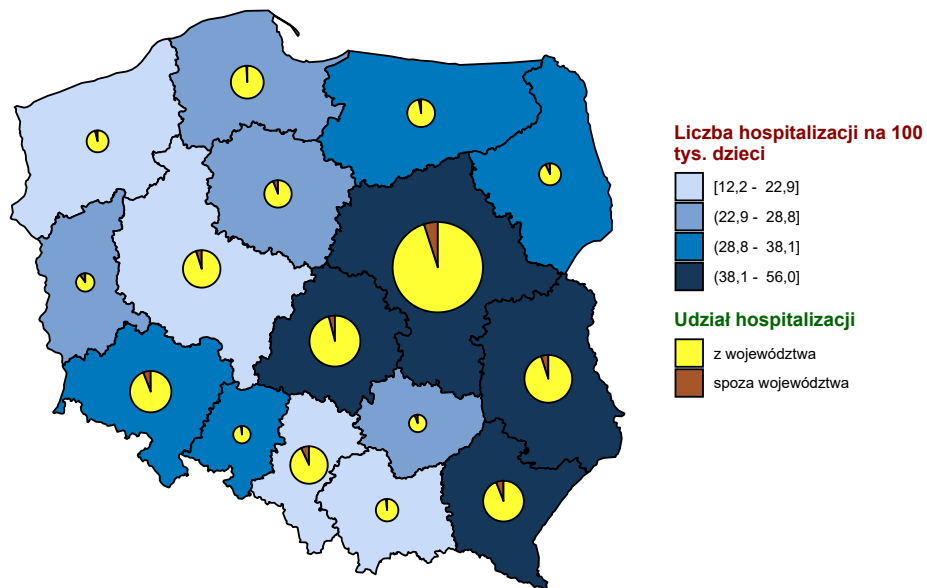 Liczba hospitalizacji na 100
tys. dzieci
[12,2 - 22,9]
(22,9 - 28,8]
(28,8 - 38,1]
(38,1 - 56,0]
Udział hospitalizacji
z województwa
spoza województwa